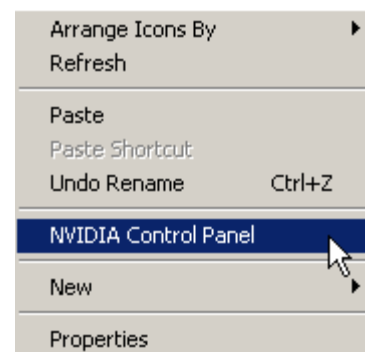 Arrange Icons By
Refresh
Paste
Paste Shortcut
Undo Rename Ctrl+Z
NVIDIA Control Panel
New
Properties